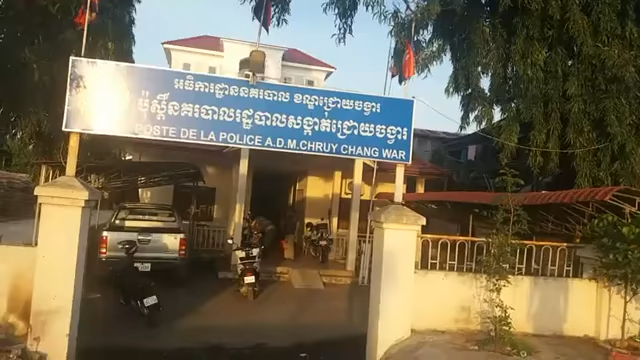 អធិការដ្ឋាននគរបាល ខណ្ឌជ្រោយចង្វារ
ប៉ុស្តិ៍នគរបាលរដ្ឋបាលសង្កាត់ជ្រោយចង្វារ
POSTE DE LA POLICE A.D.M.CHRUY CHANG WAR